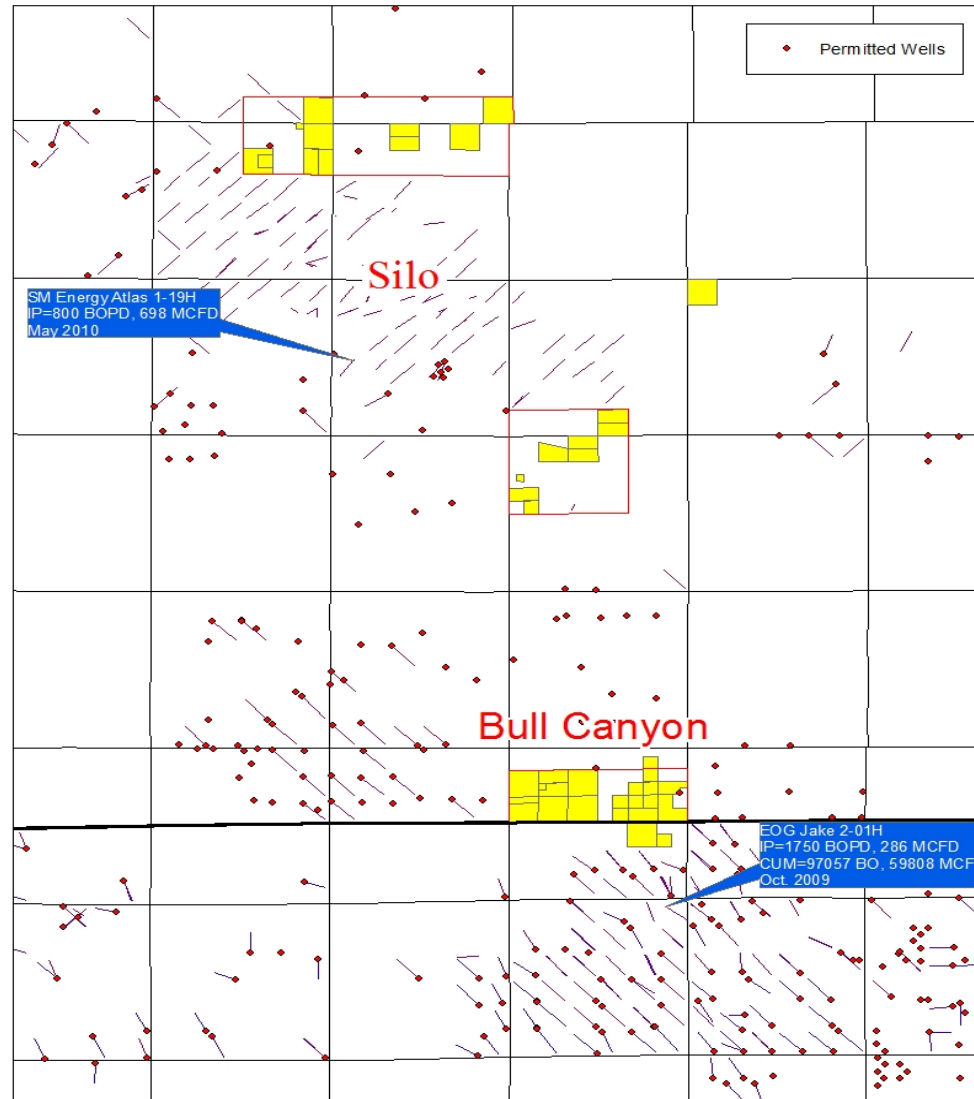 Permitted Wells
Silo
SM Energy Atlas 1-19H
IP=800 BOPD, 698 MCFD
May 2010
Bull Canyon
EOG Jake 2-01H
IP=1750 BOPD, 286 MCFD
CUM=97057 BO, 59808 MCF
Oct. 2009